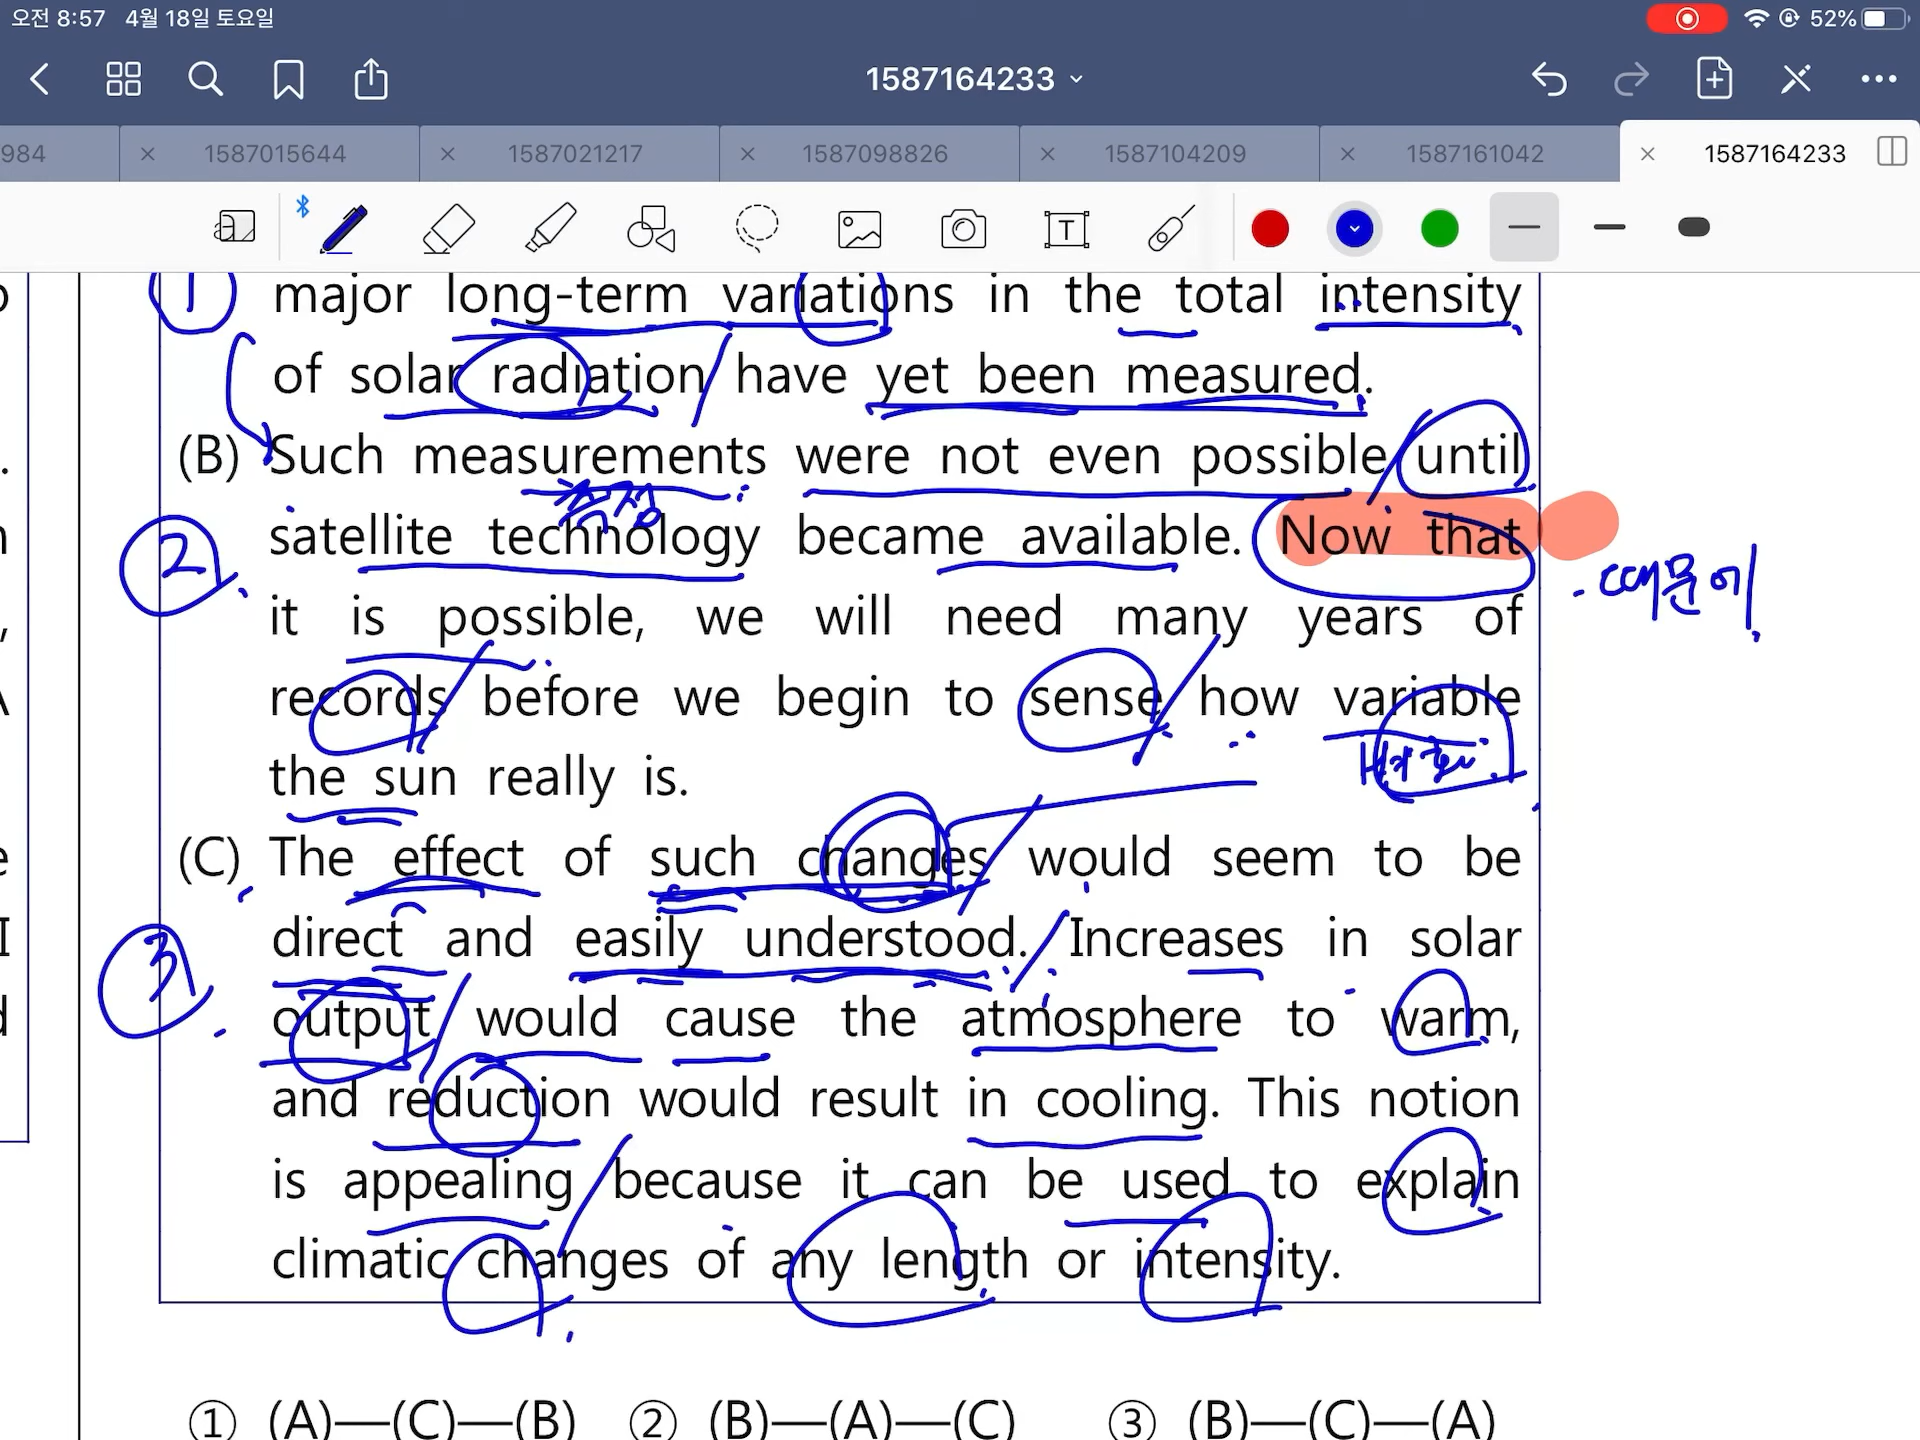 오전 8:57 4월 18일 토요일 52%
1587164233
984 1587015644 1587021217 1587098826 1587104209 1587161042 1587164233
1 major long-term variations in the total intensity
of solar radiation have yet been measured.
(B) Such measurements were not even possible until
측정
2 satellite technology became available. Now that
때문에
it is possible, we will need many years of
records before we begin to sense how variable
the sun really is.
(C) The effect of such changes would seem to be
3 direct and easily understood. Increases in solar
output would cause the atmosphere to warm,
and reduction would result in cooling. This notion
is appealing because it can be used to explain
climatic changes of any length or intensity.
① (A)—(C)—(B) ② (B)—(A)—(C) ③ (B)—(C)—(A)